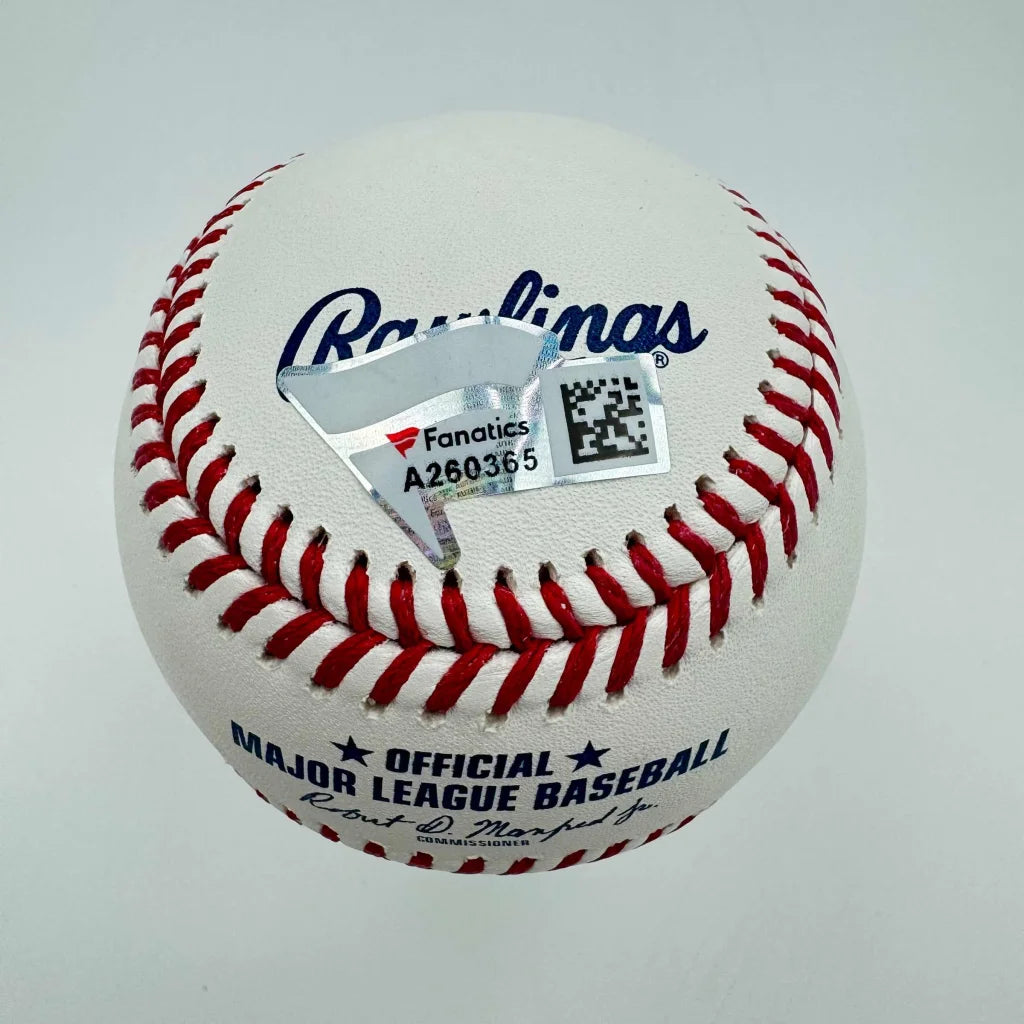 Rawlings®
Fanatics
A260365
★ OFFICIAL ★
MAJOR LEAGUE BASEBALL
Robert D. Manfred Jr.
COMMISSIONER